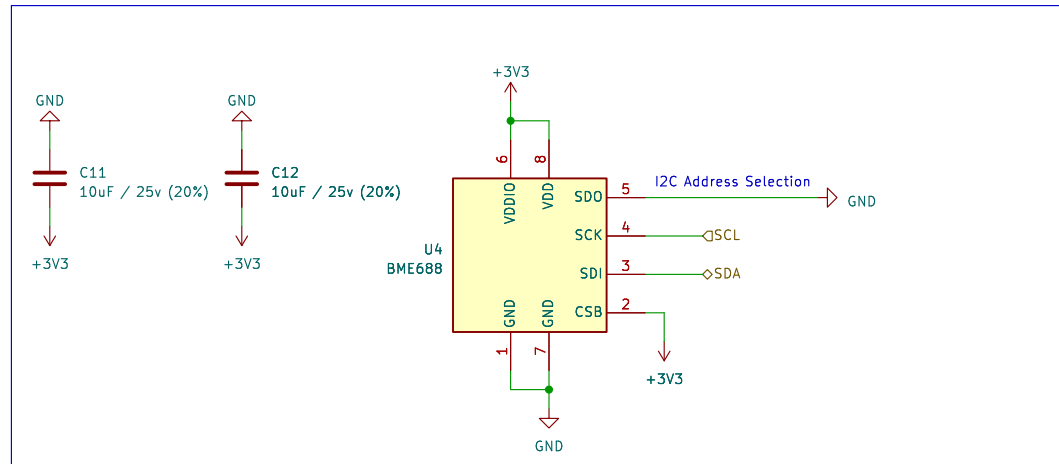 +3V3
GND
GND
C11
10uF / 25v (20%)
C12
10uF / 25v (20%)
+3V3
+3V3
6
8
VDDIO
VDD
I2C Address Selection
SDO
5
GND
SCK
4
SCL
U4
BME688
SDI
3
SDA
CSB
2
GND
GND
1
7
+3V3
GND